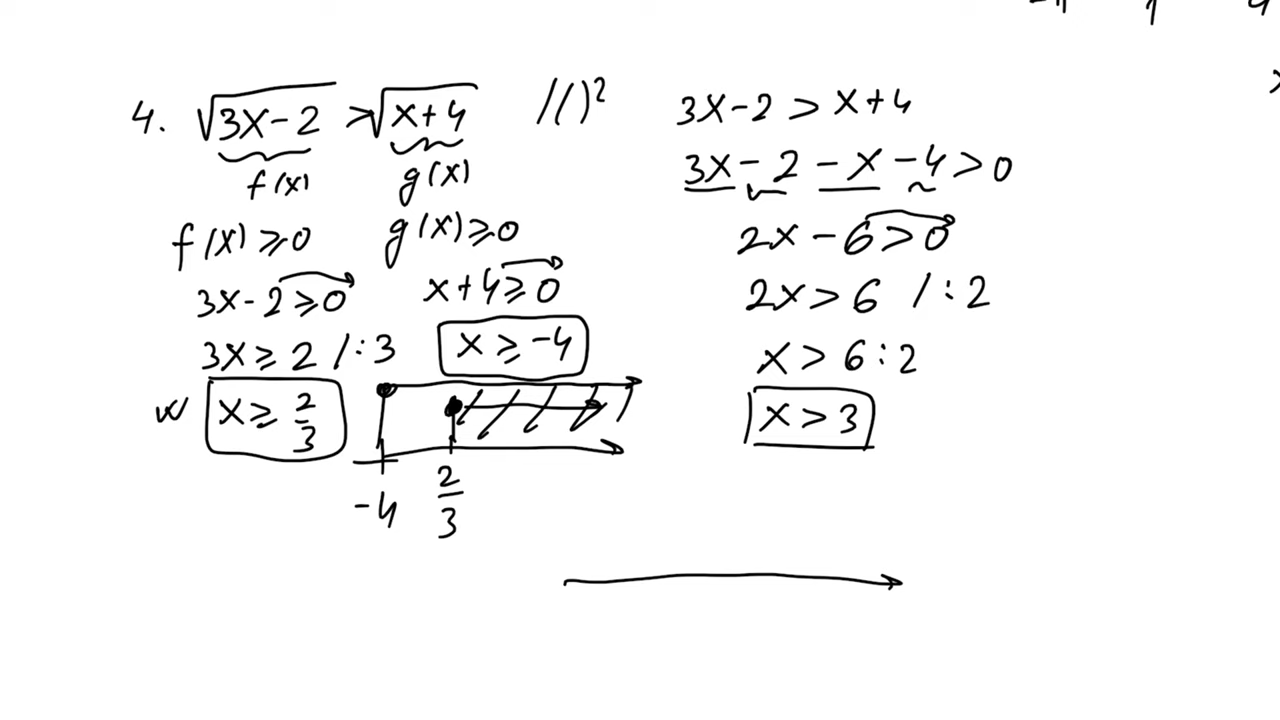 4. √(3x-2) > √(x+4) //( )²
f(x) g(x)
f(x) ≥ 0 g(x) ≥ 0
3x-2 ≥ 0 x+4 ≥ 0
3x ≥ 2 /:3 x ≥ -4
x ≥ 2/3
-4 2/3
3x-2 > x+4
3x-2-x-4 > 0
2x-6 > 0
2x > 6 /:2
x > 6:2
x > 3